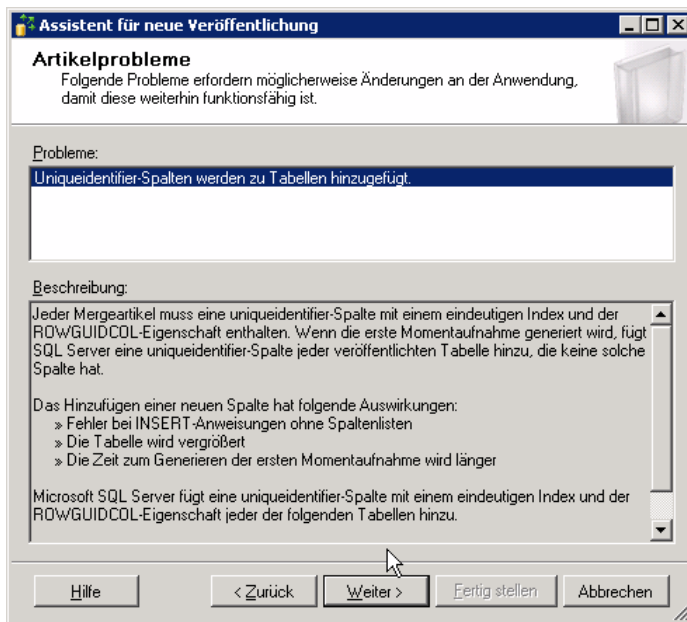 Assistent für neue Veröffentlichung
Artikelprobleme
Folgende Probleme erfordern möglicherweise Änderungen an der Anwendung,
damit diese weiterhin funktionsfähig ist.
Probleme:
Uniqueidentifier-Spalten werden zu Tabellen hinzugefügt.
Beschreibung:
Jeder Mergeartikel muss eine uniqueidentifier-Spalte mit einem eindeutigen Index und der
ROWGUIDCOL-Eigenschaft enthalten. Wenn die erste Momentaufnahme generiert wird, fügt
SQL Server eine uniqueidentifier-Spalte jeder veröffentlichten Tabelle hinzu, die keine solche
Spalte hat.
Das Hinzufügen einer neuen Spalte hat folgende Auswirkungen:
» Fehler bei INSERT-Anweisungen ohne Spaltenlisten
» Die Tabelle wird vergrößert
» Die Zeit zum Generieren der ersten Momentaufnahme wird länger
Microsoft SQL Server fügt eine uniqueidentifier-Spalte mit einem eindeutigen Index und der
ROWGUIDCOL-Eigenschaft jeder der folgenden Tabellen hinzu.
Hilfe
< Zurück
Weiter >
Fertig stellen
Abbrechen